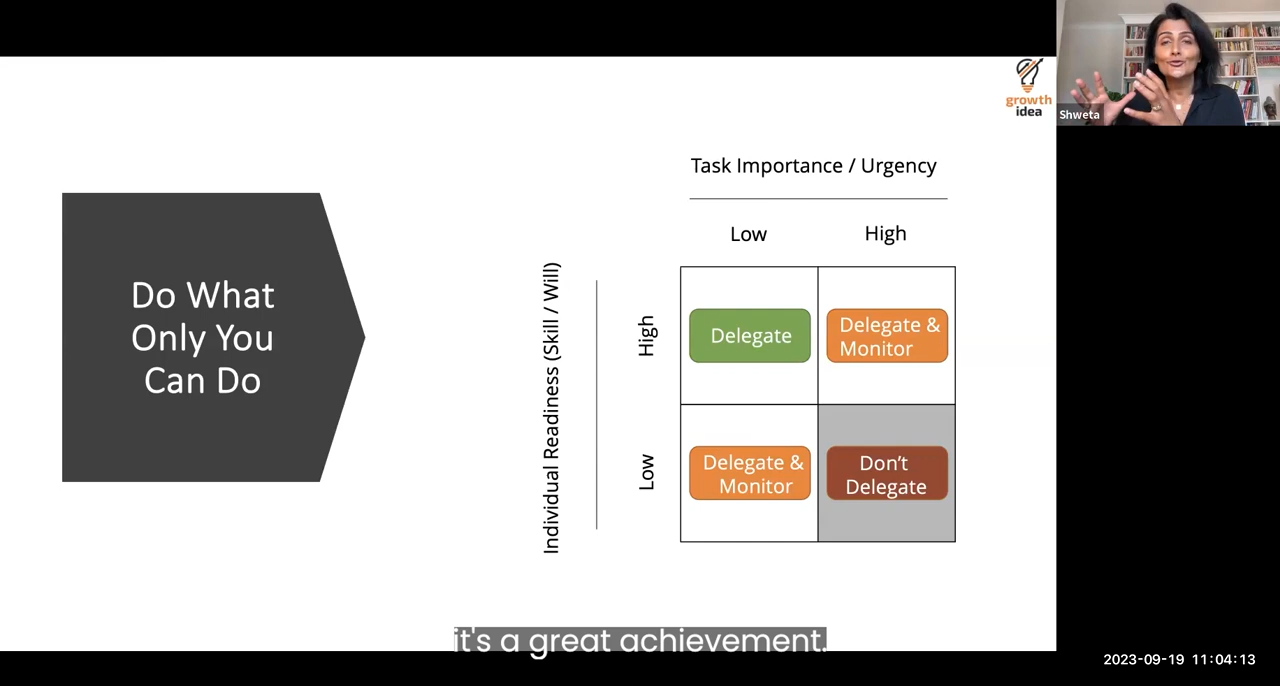 growth
idea
Shweta
Task Importance / Urgency
Low
High
Do What
Only You
Can Do
Individual Readiness (Skill / Will)
High
Low
Delegate
Delegate &
Monitor
Delegate &
Monitor
Don’t
Delegate
it's a great achievement.
2023-09-19 11:04:13